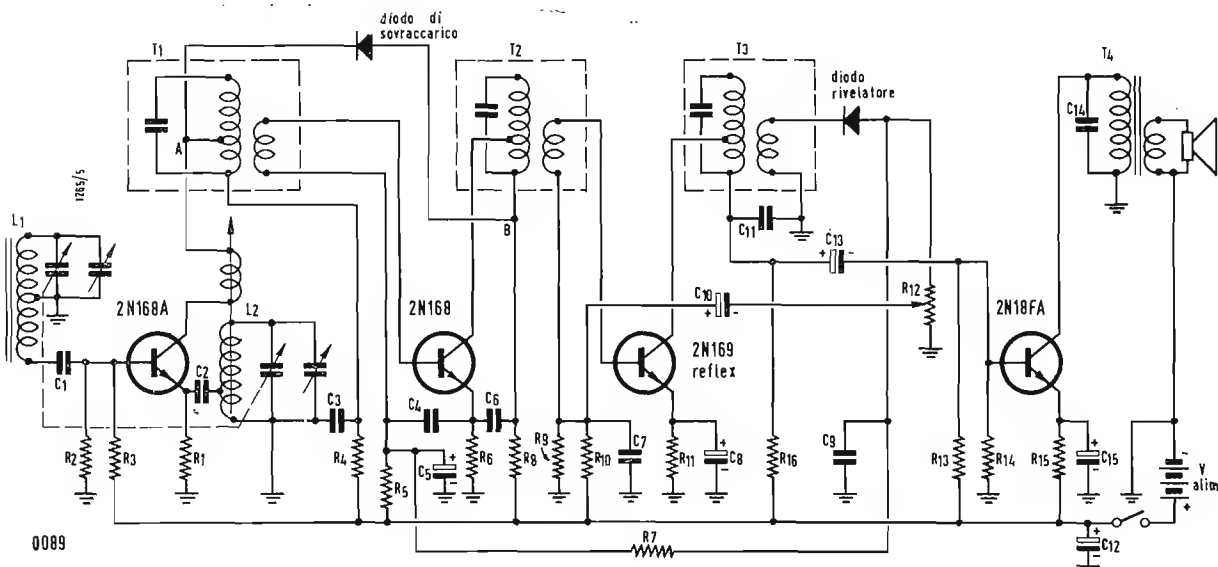 diodo di
sovraccarico
T1
T2
T3
T4
diodo
rivelatore
C14
A
1265/5
B
C11
L1
C13
C10
R12
2N168A
L2
2N168
2N169
reflex
2N18FA
C1
C2
C3
C4
C6
C5
R2
R3
R1
R4
R5
R6
R8
R9
R10
C7
R11
C8
R16
C9
R13
R14
R15
C15
V
alim
R7
C12
0089